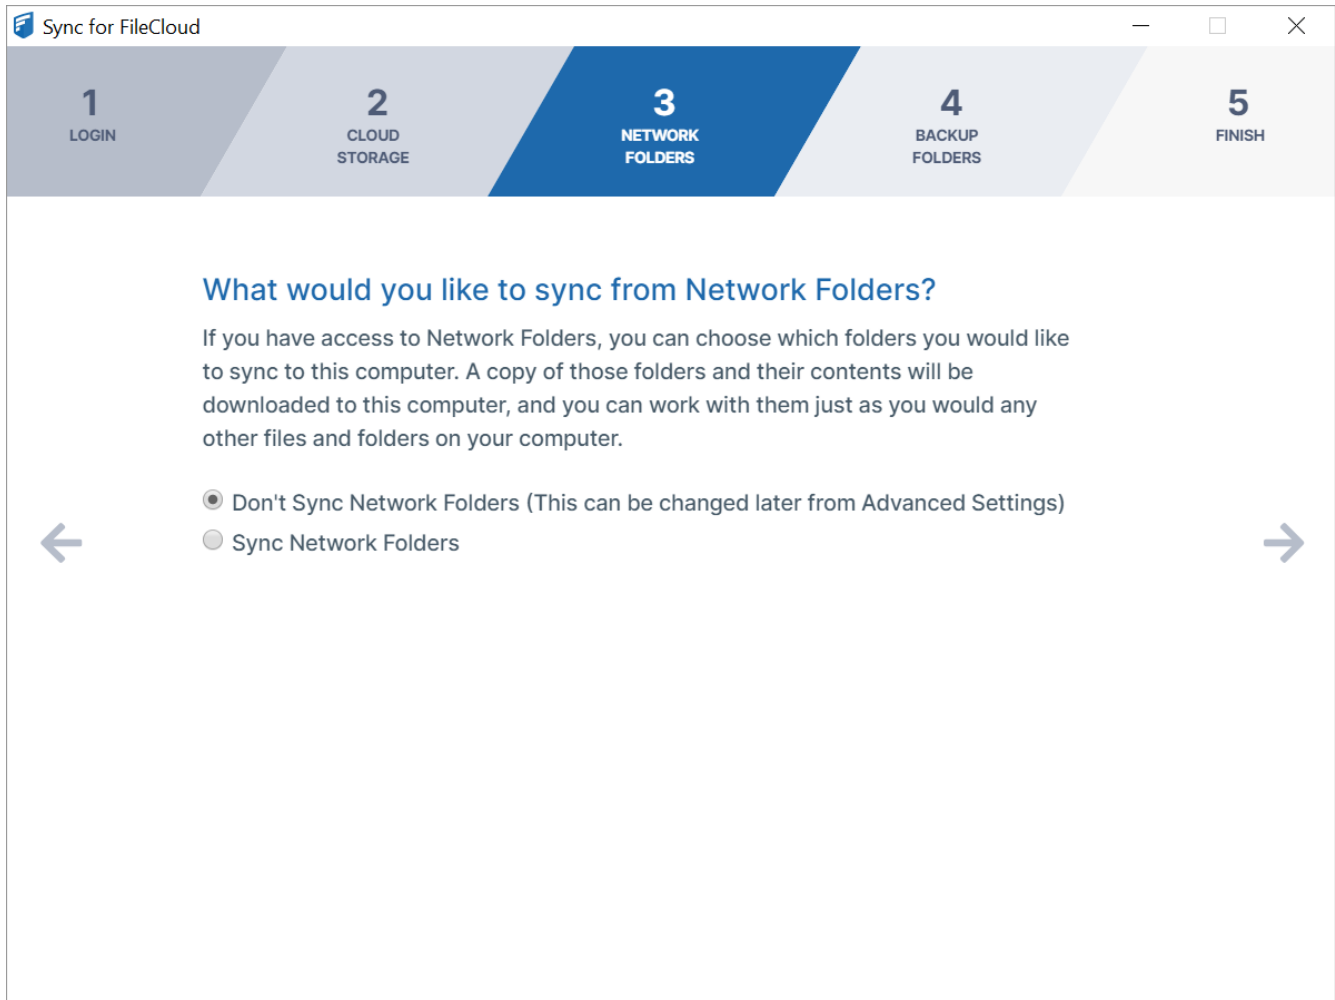 Sync for FileCloud
1
LOGIN
2
CLOUD
STORAGE
3
NETWORK
FOLDERS
4
BACKUP
FOLDERS
5
FINISH
What would you like to sync from Network Folders?
If you have access to Network Folders, you can choose which folders you would like
to sync to this computer. A copy of those folders and their contents will be
downloaded to this computer, and you can work with them just as you would any
other files and folders on your computer.
Don't Sync Network Folders (This can be changed later from Advanced Settings)
Sync Network Folders